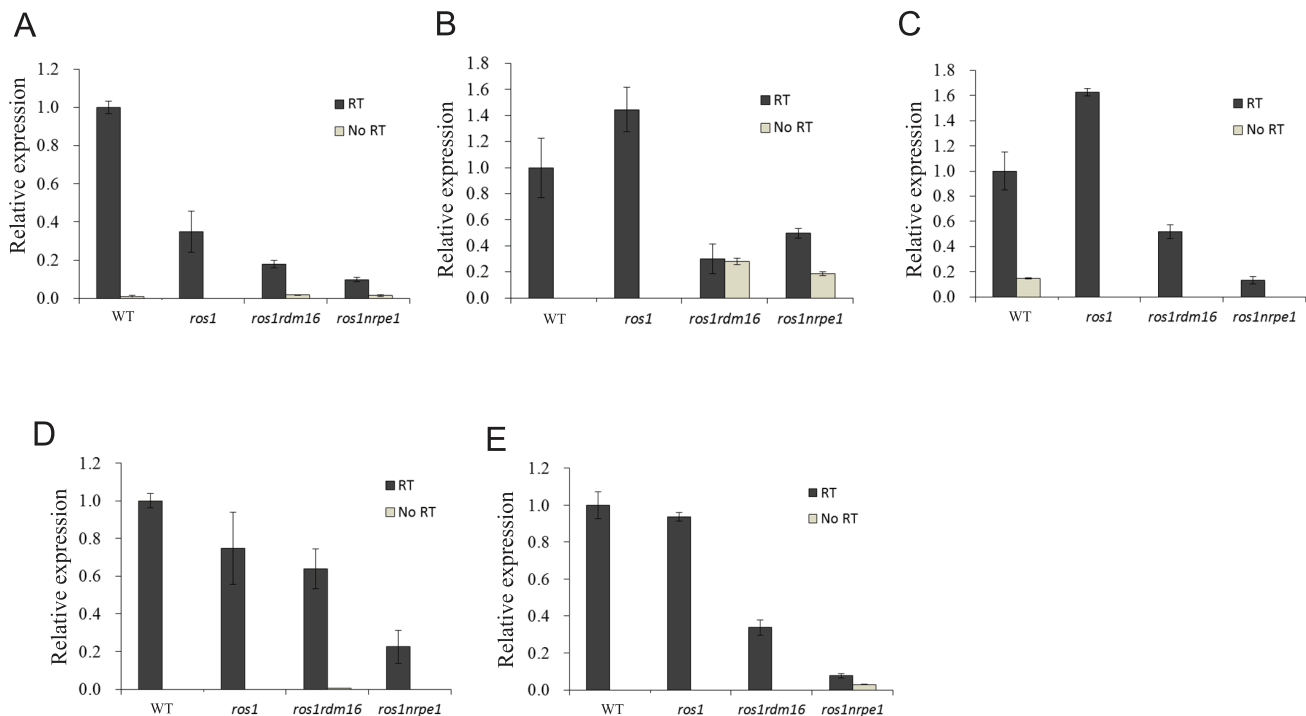 A
Relative expression
1.2
1.0
0.8
0.6
0.4
0.2
0.0
RT
No RT
WT
ros1
ros1rdm16
ros1nrpe1
B
Relative expression
1.8
1.6
1.4
1.2
1.0
0.8
0.6
0.4
0.2
0.0
RT
No RT
WT
ros1
ros1rdm16
ros1nrpe1
C
Relative expression
1.8
1.6
1.4
1.2
1.0
0.8
0.6
0.4
0.2
0.0
RT
No RT
WT
ros1
ros1rdm16
ros1nrpe1
D
Relative expression
1.2
1.0
0.8
0.6
0.4
0.2
0.0
RT
No RT
WT
ros1
ros1rdm16
ros1nrpe1
E
Relative expression
1.2
1.0
0.8
0.6
0.4
0.2
0.0
RT
No RT
WT
ros1
ros1rdm16
ros1nrpe1